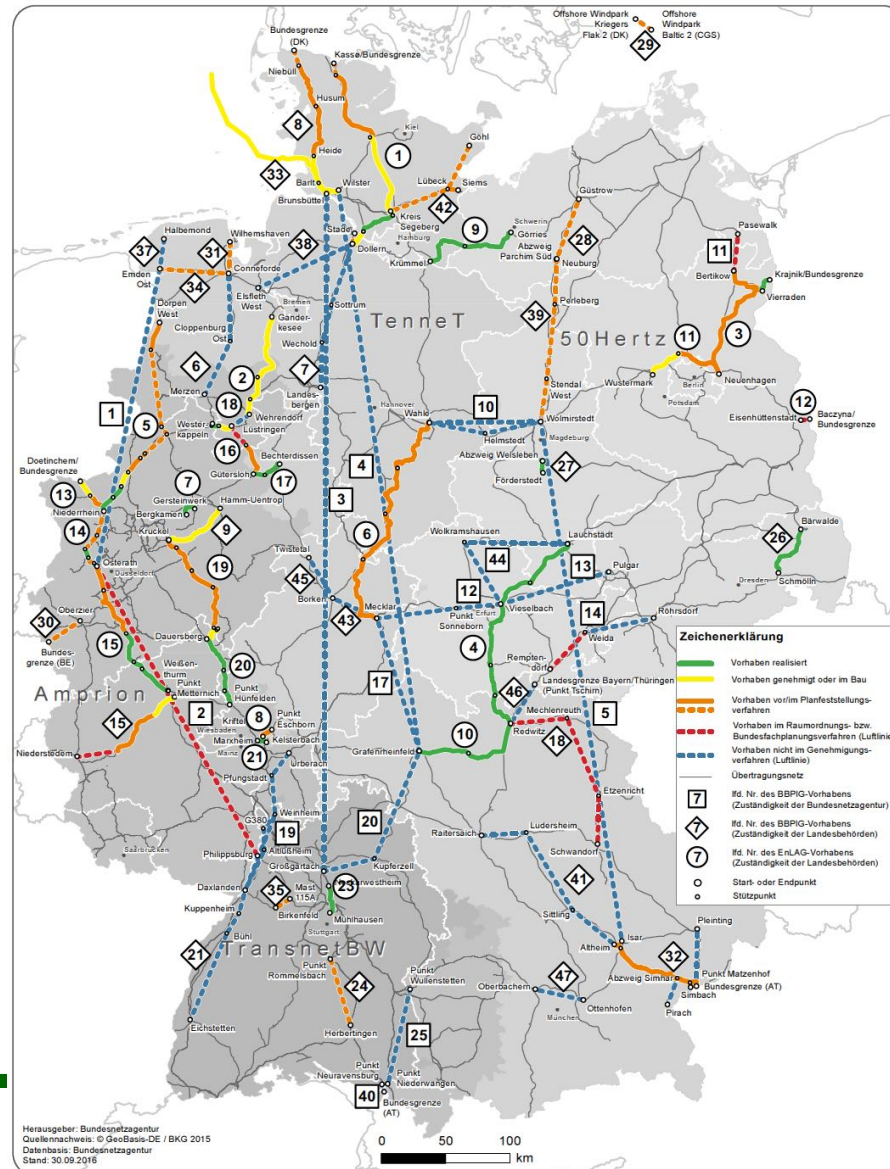 Offshore Windpark
Kriegers
Flak 2 (DK)
Offshore
Windpark
Baltic 2 (CGS)
29
Bundesgrenze
(DK)
Kassø/Bundesgrenze
Niebüll
Husum
8
Kiel
Göhl
1
Heide
33
Barlt
Wilster
Lübeck
Siems
Brunsbüttel
42
Güstrow
Halbemond
Wilhemshaven
38
Stade
Kreis
Segeberg
Hamburg
9
Schwerin
Görries
28
Pasewalk
37
31
Dollern
Krümmel
Abzweig
Parchim Süd
Neuburg
11
Emden
Ost
Conneforde
Bertikow
Krajnik/Bundesgrenze
34
Elsfleth
West
Bremen
Sottrum
Vierraden
Dörpen
West
Ganderkesee
TenneT
Perleberg
39
50Hertz
3
Cloppenburg
Ost
Wechold
11
6
2
7
Wustermark
Berlin
Neuenhagen
Merzen
18
Landesbergen
Stendal
West
Potsdam
12
1
Wehrendorf
Hannover
Wahle
10
Wolmirstedt
Eisenhüttenstadt
Baczyna/
Bundesgrenze
5
Westerkappeln
Lüstringen
Helmstedt
Magdeburg
16
Bechterdissen
4
Abzweig Welsleben
27
Doetinchem/
Bundesgrenze
Gütersloh
17
Förderstedt
7
3
13
Gersteinwerk
Hamm-Uentrop
Bergkamen
Niederrhein
6
Wolkramshausen
Lauchstädt
Bärwalde
14
Kruckel
9
26
44
13
Twistetal
Pulgar
19
Osterath
Düsseldorf
45
Borken
12
Dresden
Schmölln
Mecklar
Erfurt
Vieselbach
14
Oberzier
43
Punkt
Sonneborn
Röhrsdorf
30
Weida
Dauersberg
4
Bundesgrenze (BE)
15
17
Remptendorf
Weißenthurm
20
Landesgrenze Bayern/Thüringen
(Punkt Tschirn)
Amprion
Punkt
Metternich
Punkt
Hünfelden
46
Mechlenreuth
5
15
2
Kriftel
8
Punkt
Eschborn
Redwitz
Wiesbaden
Marxheim
Kelsterbach
10
18
Niederstedem
Mainz
21
Urberach
Grafenrheinfeld
Pfungstadt
Etzenricht
Weinheim
20
G380
19
Raitersaich
Ludersheim
Saarbrücken
Altlußheim
Schwandorf
Philippsburg
Großgartach
Kupferzell
41
Daxlanden
35
Mast
115A
23
Neckarwestheim
Kuppenheim
Birkenfeld
Mühlhausen
Sittling
Stuttgart
Pleinting
Bühl
TransnetBW
Isar
21
Altheim
32
Punkt
Rommelsbach
Punkt
Wullenstetten
Punkt Matzenhof
Abzweig Simhar
Bundesgrenze (AT)
24
Oberbachern
47
Simbach
Ottenhofen
Pirach
Eichstetten
Herbertingen
München
25
Punkt
Neuravensburg
Punkt
Niederwangen
40
Bundesgrenze
(AT)
Zeichenerklärung
Vorhaben realisiert
Vorhaben genehmigt oder im Bau
Vorhaben vor/im Planfeststellungs-
verfahren
Vorhaben im Raumordnungs- bzw.
Bundesfachplanungsverfahren (Luftlinie)
Vorhaben nicht im Genehmigungs-
verfahren (Luftlinie)
Übertragungsnetz
7
lfd. Nr. des BBPlG-Vorhabens
(Zuständigkeit der Bundesnetzagentur)
7
lfd. Nr. des BBPlG-Vorhabens
(Zuständigkeit der Landesbehörden)
7
lfd. Nr. des EnLAG-Vorhabens
(Zuständigkeit der Landesbehörden)
Start- oder Endpunkt
Stützpunkt
Herausgeber: Bundesnetzagentur
Quellennachweis: © GeoBasis-DE / BKG 2015
Datenbasis: Bundesnetzagentur
Stand: 30.09.2016
0 50 100
km